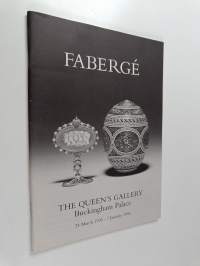 FABERGÉ
THE QUEEN'S GALLERY
Buckingham Palace